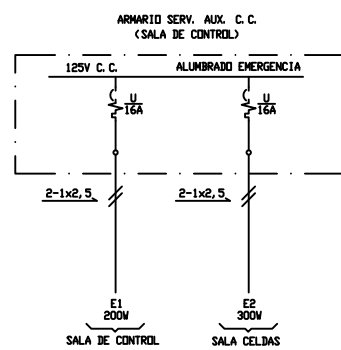 ARMARIO SERV. AUX. C.C.
(SALA DE CONTROL)
125V C.C. ALUMBRADO EMERGENCIA
U
16A
U
16A
2-1x2,5
2-1x2,5
E1
200W
E2
300W
SALA DE CONTROL
SALA CELDAS